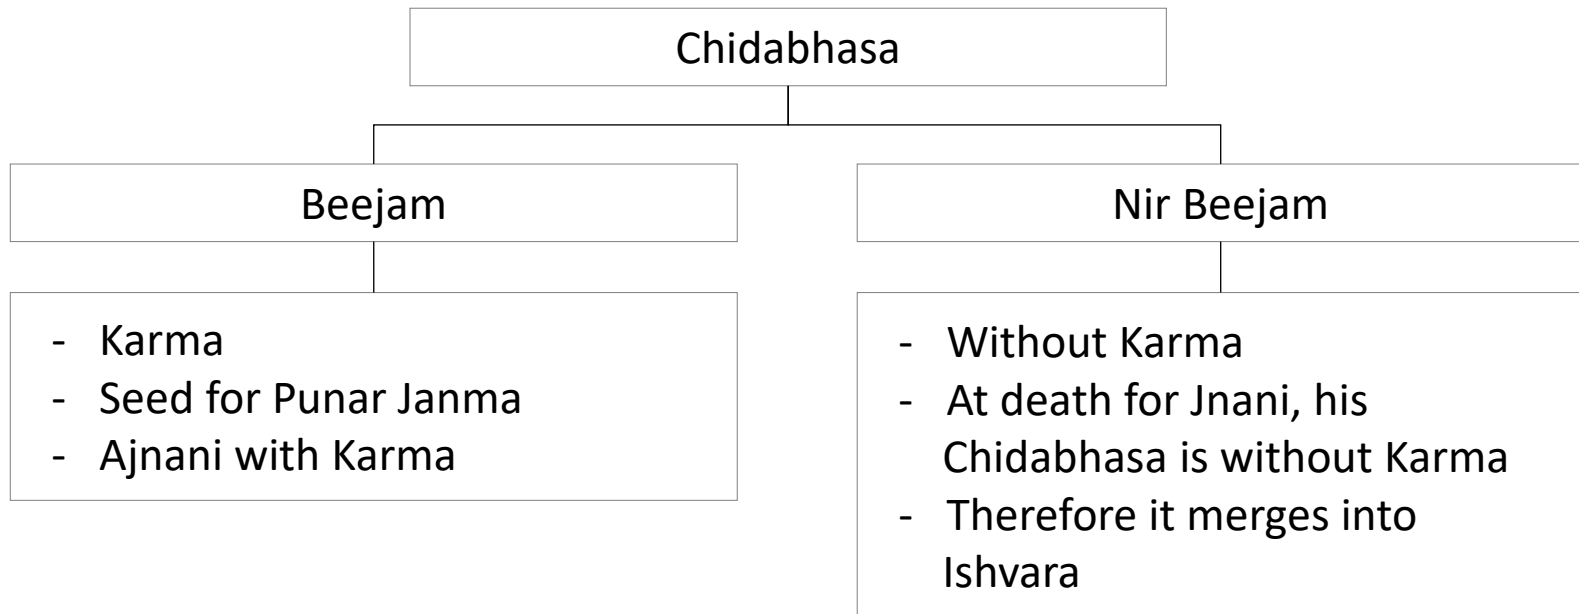 Chidabhasa
Beejam
Nir Beejam
- Karma
- Seed for Punar Janma
- Ajnani with Karma
- Without Karma
- At death for Jnani, his
Chidabhasa is without Karma
- Therefore it merges into
Ishvara